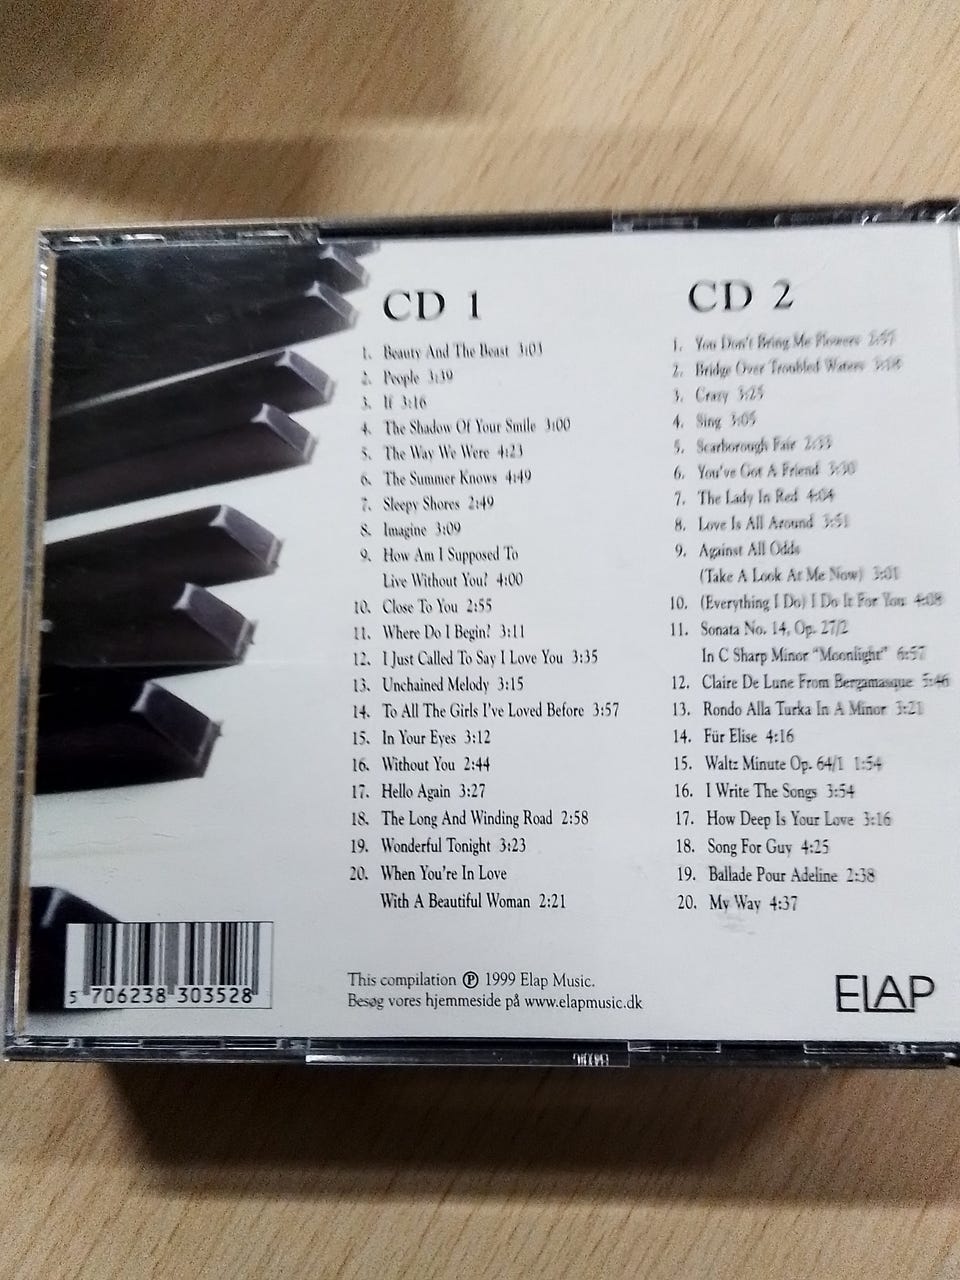 CD 1
1. Beauty And The Beast 3:03
2. People 3:39
3. If 3:16
4. The Shadow Of Your Smile 3:00
5. The Way We Were 4:23
6. The Summer Knows 4:49
7. Sleepy Shores 2:49
8. Imagine 3:09
9. How Am I Supposed To
Live Without You? 4:00
10. Close To You 2:55
11. Where Do I Begin? 3:11
12. I Just Called To Say I Love You 3:35
13. Unchained Melody 3:15
14. To All The Girls I've Loved Before 3:57
15. In Your Eyes 3:12
16. Without You 2:44
17. Hello Again 3:27
18. The Long And Winding Road 2:58
19. Wonderful Tonight 3:23
20. When You're In Love
With A Beautiful Woman 2:21
CD 2
1. You Don't Bring Me Flowers
2. Bridge Over Troubled Waters
3. Crazy 3:25
4. Sing 3:05
5. Scarborough Fair
6. You've Got A Friend
7. The Lady In Red 4:04
8. Love Is All Around 3:51
9. Against All Odds
(Take A Look At Me Now) 3:01
10. (Everything I Do) I Do It For You 4:08
11. Sonata No. 14, Op. 27/2
In C Sharp Minor "Moonlight" 6:57
12. Claire De Lune From Bergamasque 5:46
13. Rondo Alla Turka In A Minor 3:21
14. Für Elise 4:16
15. Waltz Minute Op. 64/1 1:54
16. I Write The Songs 3:54
17. How Deep Is Your Love 3:16
18. Song For Guy 4:25
19. Ballade Pour Adeline 2:38
20. My Way 4:37
5 706238 303528
This compilation ℗ 1999 Elap Music.
Besøg vores hjemmeside på www.elapmusic.dk
ELAP